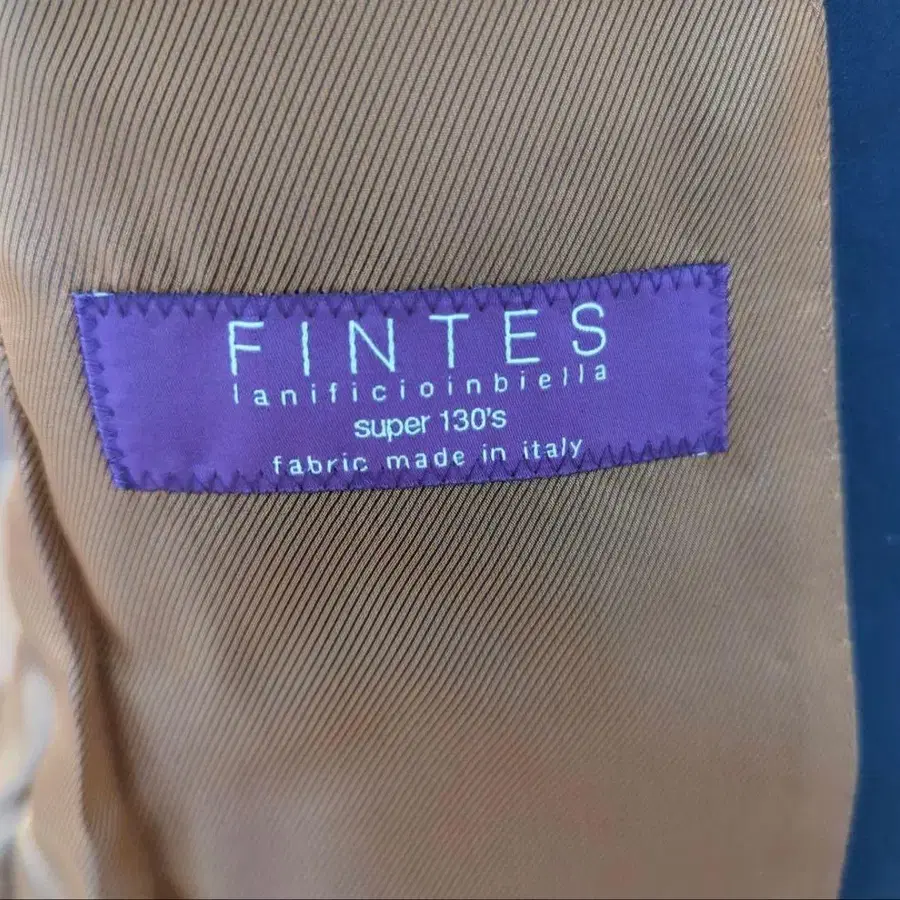 FINTES
lanificioinbiella
super 130's
fabric made in italy